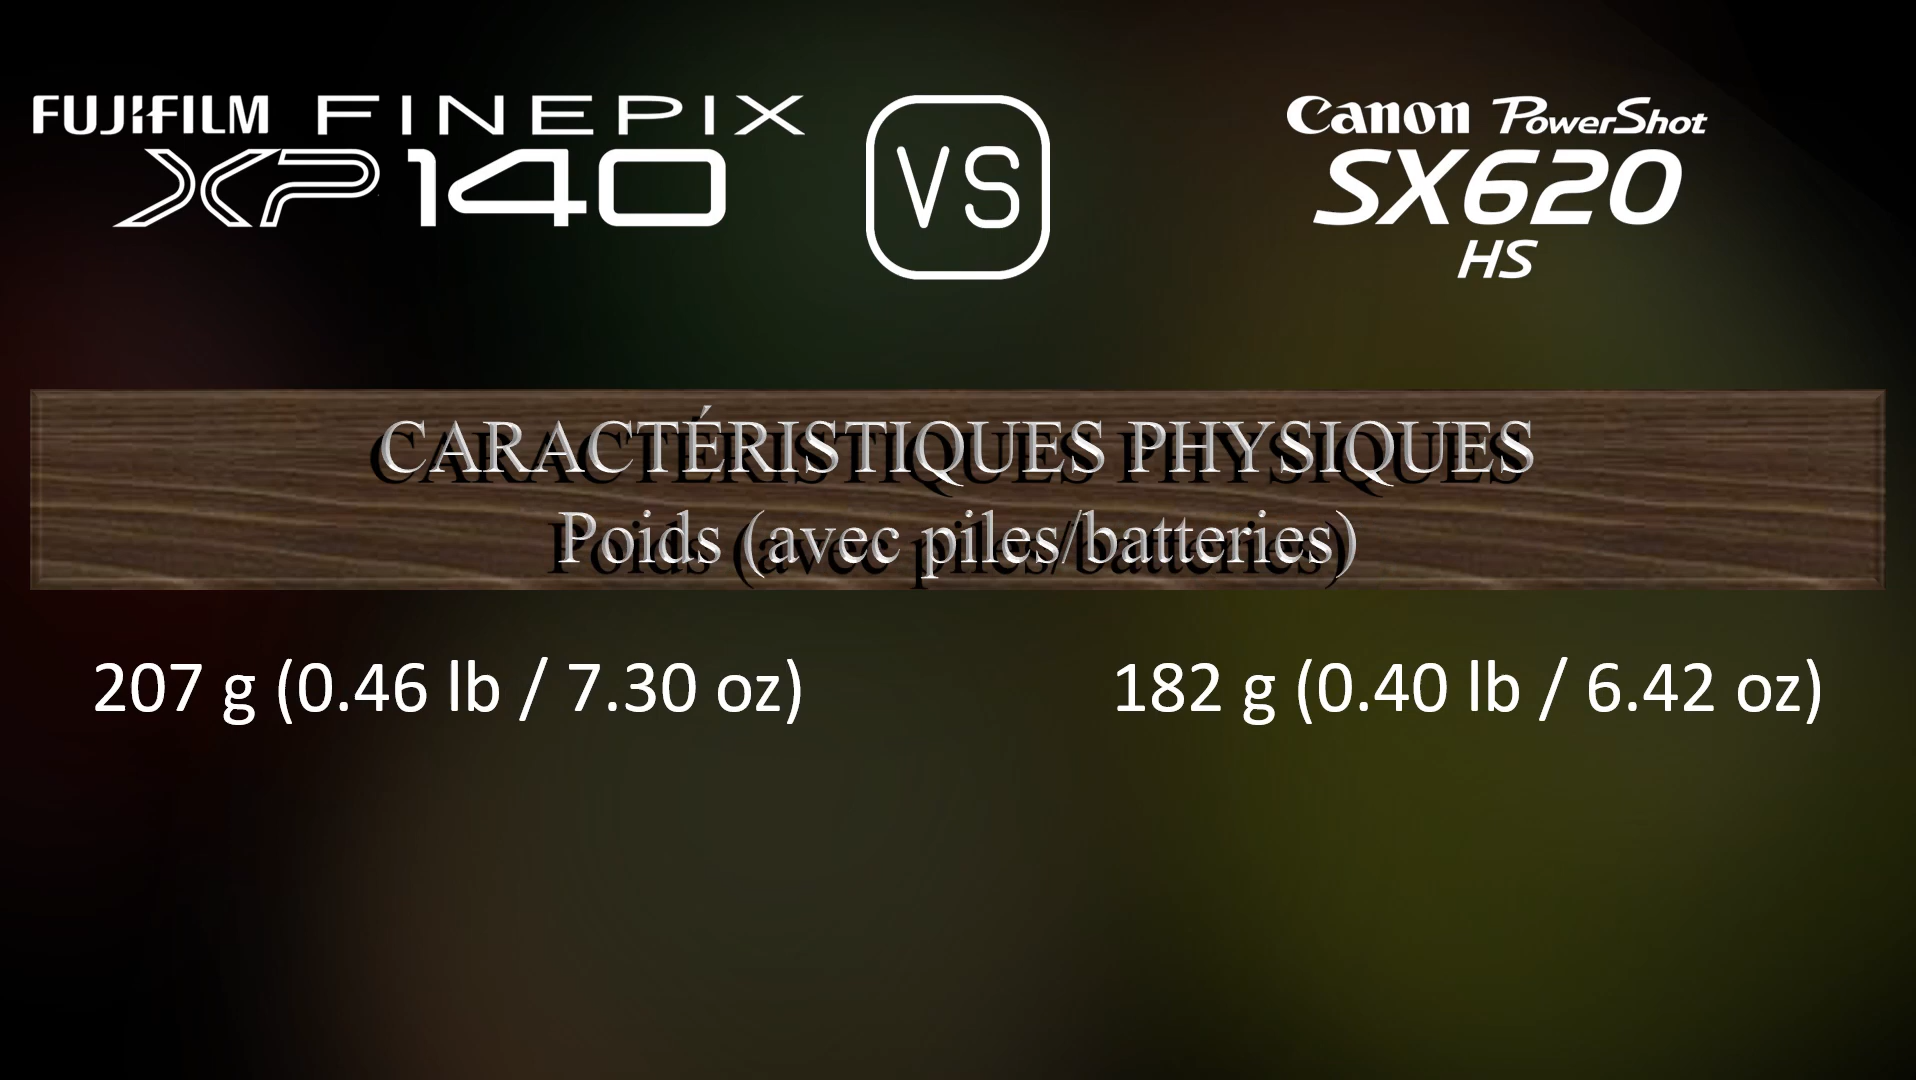 FUJIFILM FINEPIX
XP140
VS
Canon PowerShot
SX620
HS
CARACTÉRISTIQUES PHYSIQUES
Poids (avec piles/batteries)
207 g (0.46 lb / 7.30 oz)
182 g (0.40 lb / 6.42 oz)